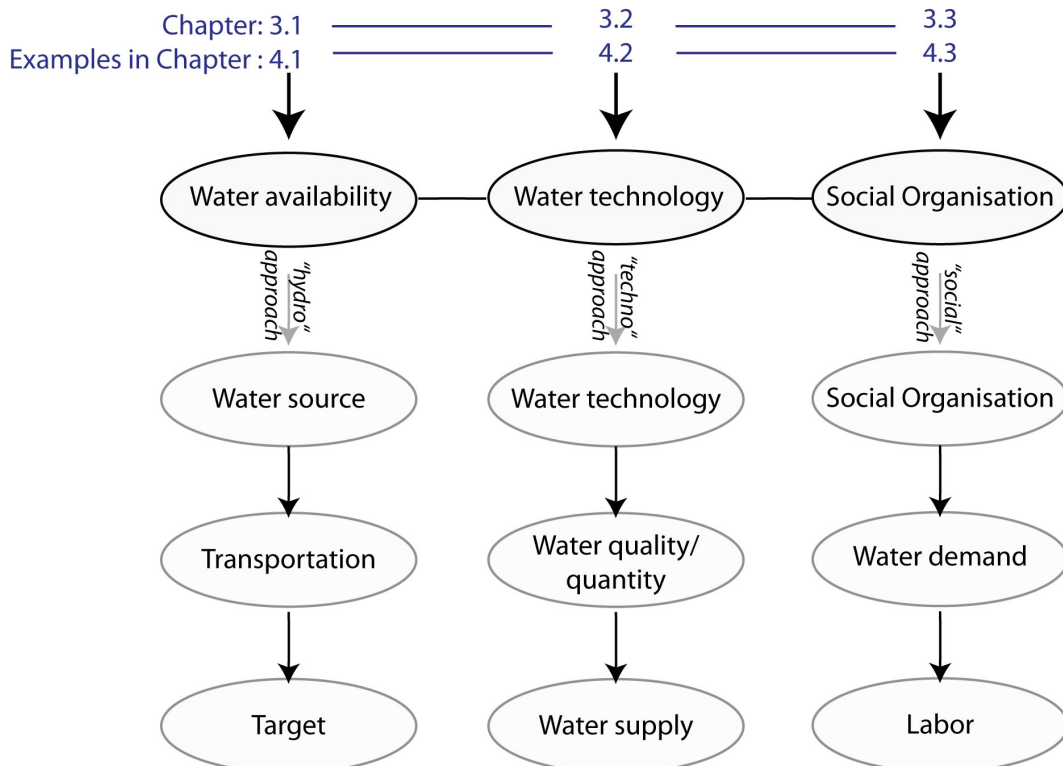 Chapter: 3.1 3.2 3.3
Examples in Chapter : 4.1 4.2 4.3
Water availability Water technology Social Organisation
"hydro" approach "techno" approach "social" approach
Water source Water technology Social Organisation
Transportation Water quality/ Water demand
quantity
Target Water supply Labor